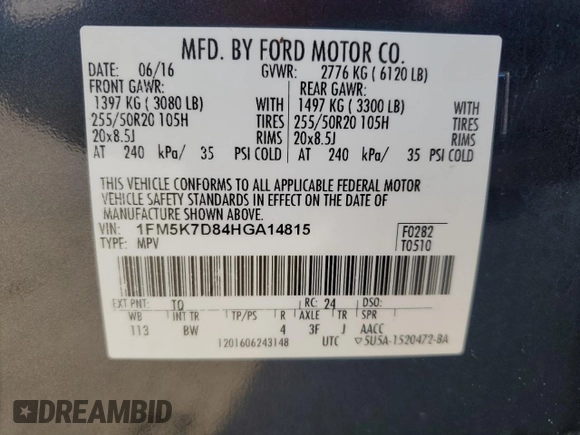 MFD. BY FORD MOTOR CO.
DATE: 06/16 GVWR: 2776 KG ( 6120 LB)
FRONT GAWR: REAR GAWR:
1397 KG ( 3080 LB) WITH 1497 KG ( 3300 LB) WITH
255/50R20 105H TIRES 255/50R20 105H TIRES
20x8.5J RIMS 20x8.5J RIMS
AT 240 kPa/ 35 PSI COLD AT 240 kPa/ 35 PSI COLD
THIS VEHICLE CONFORMS TO ALL APPLICABLE FEDERAL MOTOR
VEHICLE SAFETY STANDARDS IN EFFECT ON THE DATE OF
MANUFACTURE SHOWN ABOVE.
VIN: 1FM5K7D84HGA14815 F0282
TYPE: MPV T0510
EXT PNT: TQ RC: 24 DSO:
WB INT TR TP/PS R AXLE TR SPR
113 BW 4 3F J AACC
1201606243148 UTC ▽5U5A-1520472-BA
DREAMBID